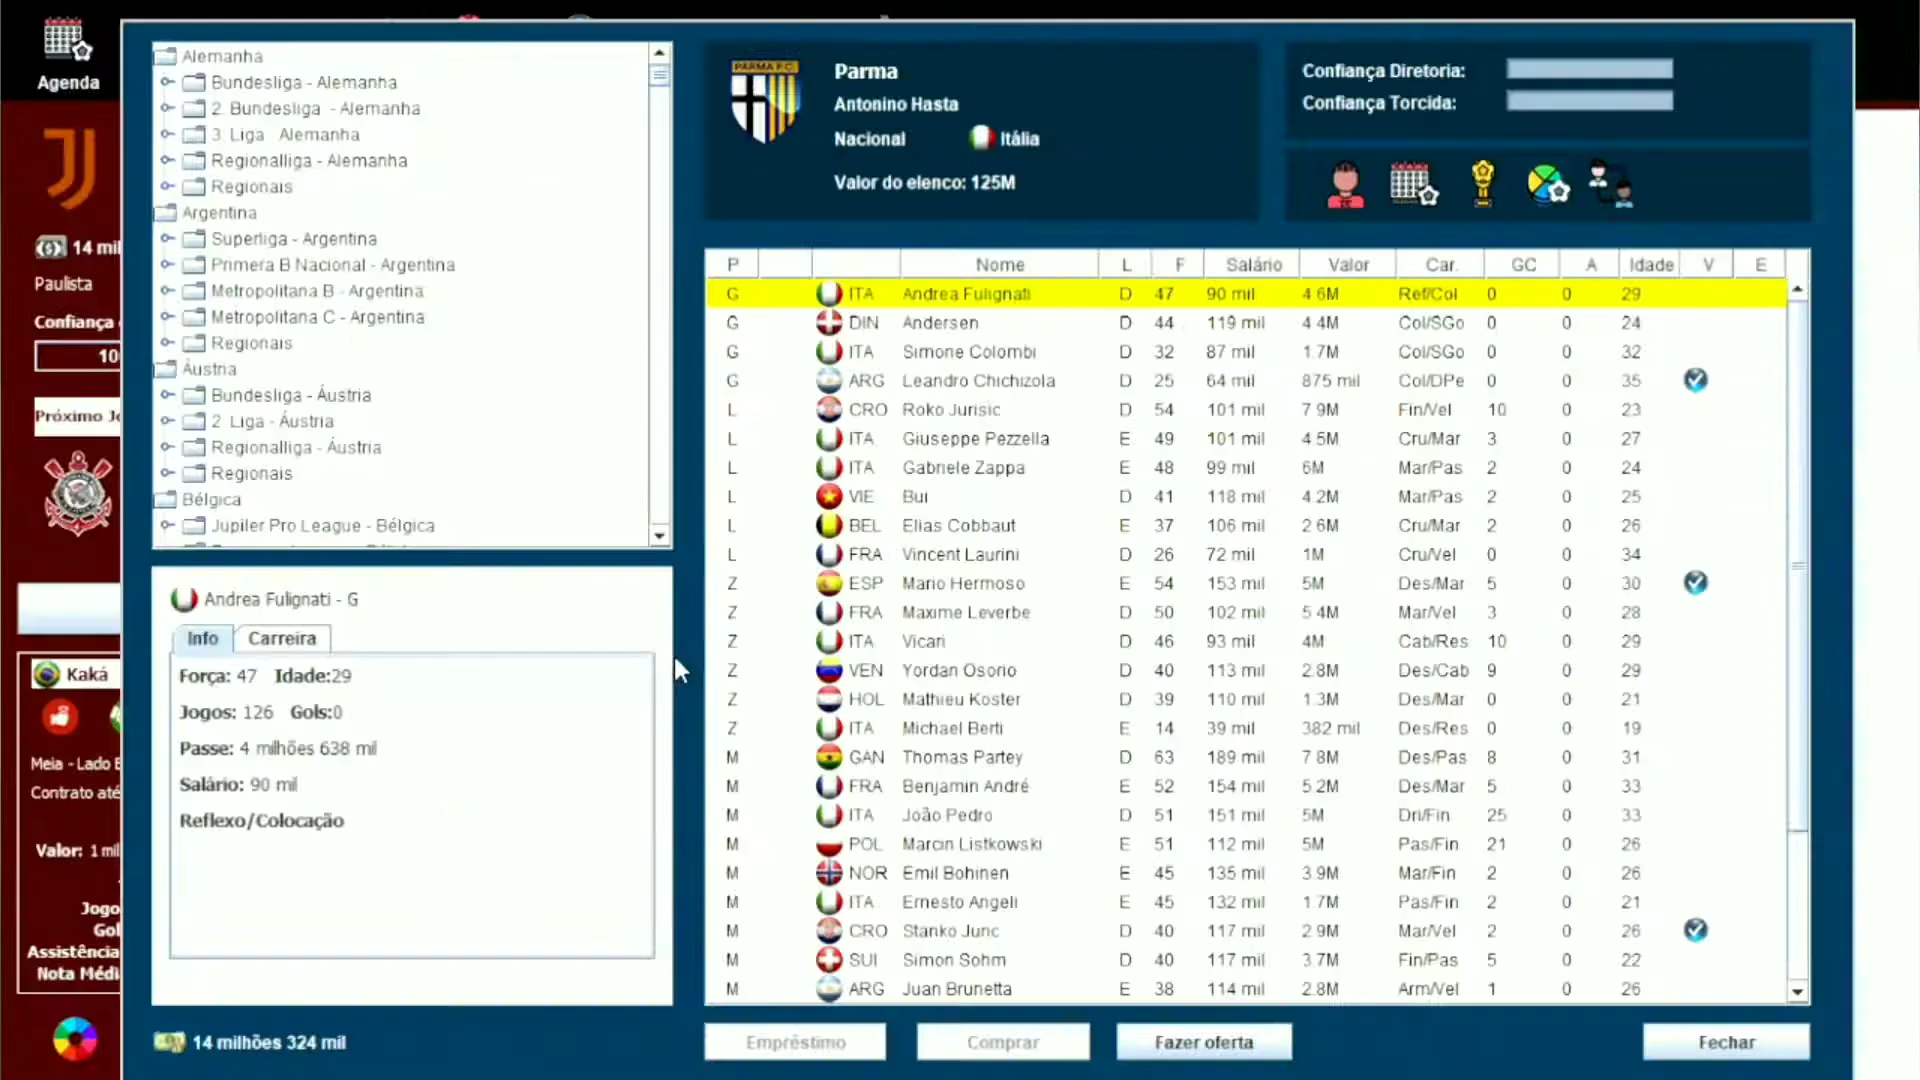 Agenda
14 mil
Paulista
Confiança
10
Próximo J
Kaká
Meia - Lado
Contrato até
Valor: 1 mil
Jogo
Gol
Assistência
Nota Médi
Alemanha
Bundesliga - Alemanha
2. Bundesliga - Alemanha
3. Liga Alemanha
Regionalliga - Alemanha
Regionais
Argentina
Superliga - Argentina
Primera B Nacional - Argentina
Metropolitana B - Argentina
Metropolitana C - Argentina
Regionais
Áustria
Bundesliga - Áustria
2. Liga - Áustria
Regionalliga - Áustria
Regionais
Bélgica
Jupiler Pro League - Bélgica
Andrea Fulignati - G
Info Carreira
Força: 47 Idade:29
Jogos: 126 Gols:0
Passe: 4 milhões 638 mil
Salário: 90 mil
Reflexo/Colocação
14 milhões 324 mil
PARMA F.C.
Parma
Antonino Hasta
Nacional Itália
Valor do elenco: 125M
Confiança Diretoria:
Confiança Torcida:
P Nome L F Salário Valor Car. GC A Idade V E
G ITA Andrea Fulignati D 47 90 mil 4.6M Ref/Col 0 0 29
G DIN Andersen D 44 119 mil 4.4M Col/SGo 0 0 24
G ITA Simone Colombi D 32 87 mil 1.7M Col/SGo 0 0 32
G ARG Leandro Chichizola D 25 64 mil 875 mil Col/DPe 0 0 35
L CRO Roko Jurisic D 54 101 mil 7.9M Fin/Vel 10 0 23
L ITA Giuseppe Pezzella E 49 101 mil 4.5M Cru/Mar 3 0 27
L ITA Gabriele Zappa E 48 99 mil 6M Mar/Pas 2 0 24
L VIE Bui D 41 118 mil 4.2M Mar/Pas 2 0 25
L BEL Elias Cobbaut E 37 106 mil 2.6M Cru/Mar 2 0 26
L FRA Vincent Laurini D 26 72 mil 1M Cru/Vel 0 0 34
Z ESP Mario Hermoso E 54 153 mil 5M Des/Mar 5 0 30
Z FRA Maxime Leverbe D 50 102 mil 5.4M Mar/Vel 3 0 28
Z ITA Vicari D 46 93 mil 4M Cab/Res 10 0 29
Z VEN Yordan Osorio D 40 113 mil 2.8M Des/Cab 9 0 29
Z HOL Mathieu Koster D 39 110 mil 1.3M Des/Mar 0 0 21
Z ITA Michael Berti E 14 39 mil 382 mil Des/Res 0 0 19
M GAN Thomas Partey D 63 189 mil 7.8M Des/Pas 8 0 31
M FRA Benjamin André E 52 154 mil 5.2M Des/Mar 5 0 33
M ITA João Pedro D 51 151 mil 5M Dri/Fin 25 0 33
M POL Marcin Listkowski E 51 112 mil 5M Pas/Fin 21 0 26
M NOR Emil Bohinen E 45 135 mil 3.9M Mar/Fin 2 0 26
M ITA Ernesto Angeli E 45 132 mil 1.7M Pas/Fin 2 0 21
M CRO Stanko Juric D 40 117 mil 2.9M Mar/Vel 2 0 26
M SUI Simon Sohm D 40 117 mil 3.7M Fin/Pas 5 0 22
M ARG Juan Brunetta E 38 114 mil 2.8M Arm/Vel 1 0 26
Empréstimo Comprar Fazer oferta Fechar